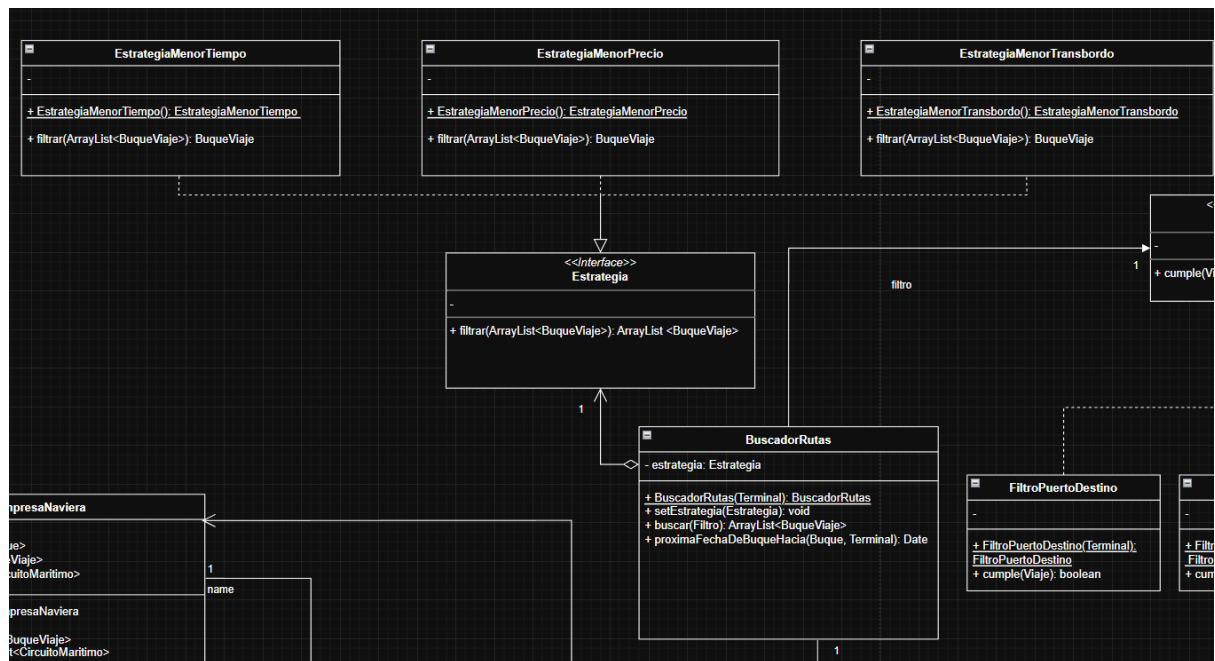 EstrategiaMenorTiempo
-
+ EstrategiaMenorTiempo(): EstrategiaMenorTiempo
+ filtrar(ArrayList<BuqueViaje>): BuqueViaje
EstrategiaMenorPrecio
-
+ EstrategiaMenorPrecio(): EstrategiaMenorPrecio
+ filtrar(ArrayList<BuqueViaje>): BuqueViaje
EstrategiaMenorTransbordo
-
+ EstrategiaMenorTransbordo(): EstrategiaMenorTransbordo
+ filtrar(ArrayList<BuqueViaje>): BuqueViaje
<<Interface>>
Estrategia
-
+ filtrar(ArrayList<BuqueViaje>): ArrayList <BuqueViaje>
1
filtro
1
-
+ cumple(Vi
BuscadorRutas
- estrategia: Estrategia
+ BuscadorRutas(Terminal): BuscadorRutas
+ setEstrategia(Estrategia): void
+ buscar(Filtro): ArrayList<BuqueViaje>
+ proximaFechaDeBuqueHacia(Buque, Terminal): Date
1
FiltroPuertoDestino
-
+ FiltroPuertoDestino(Terminal):
FiltroPuertoDestino
+ cumple(Viaje): boolean
-
+ Filtr
Filtro
+ cum
mpresaNaviera
ue>
eViaje>
cuitoMaritimo>
mpresaNaviera
BuqueViaje>
t<CircuitoMaritimo>
1
name